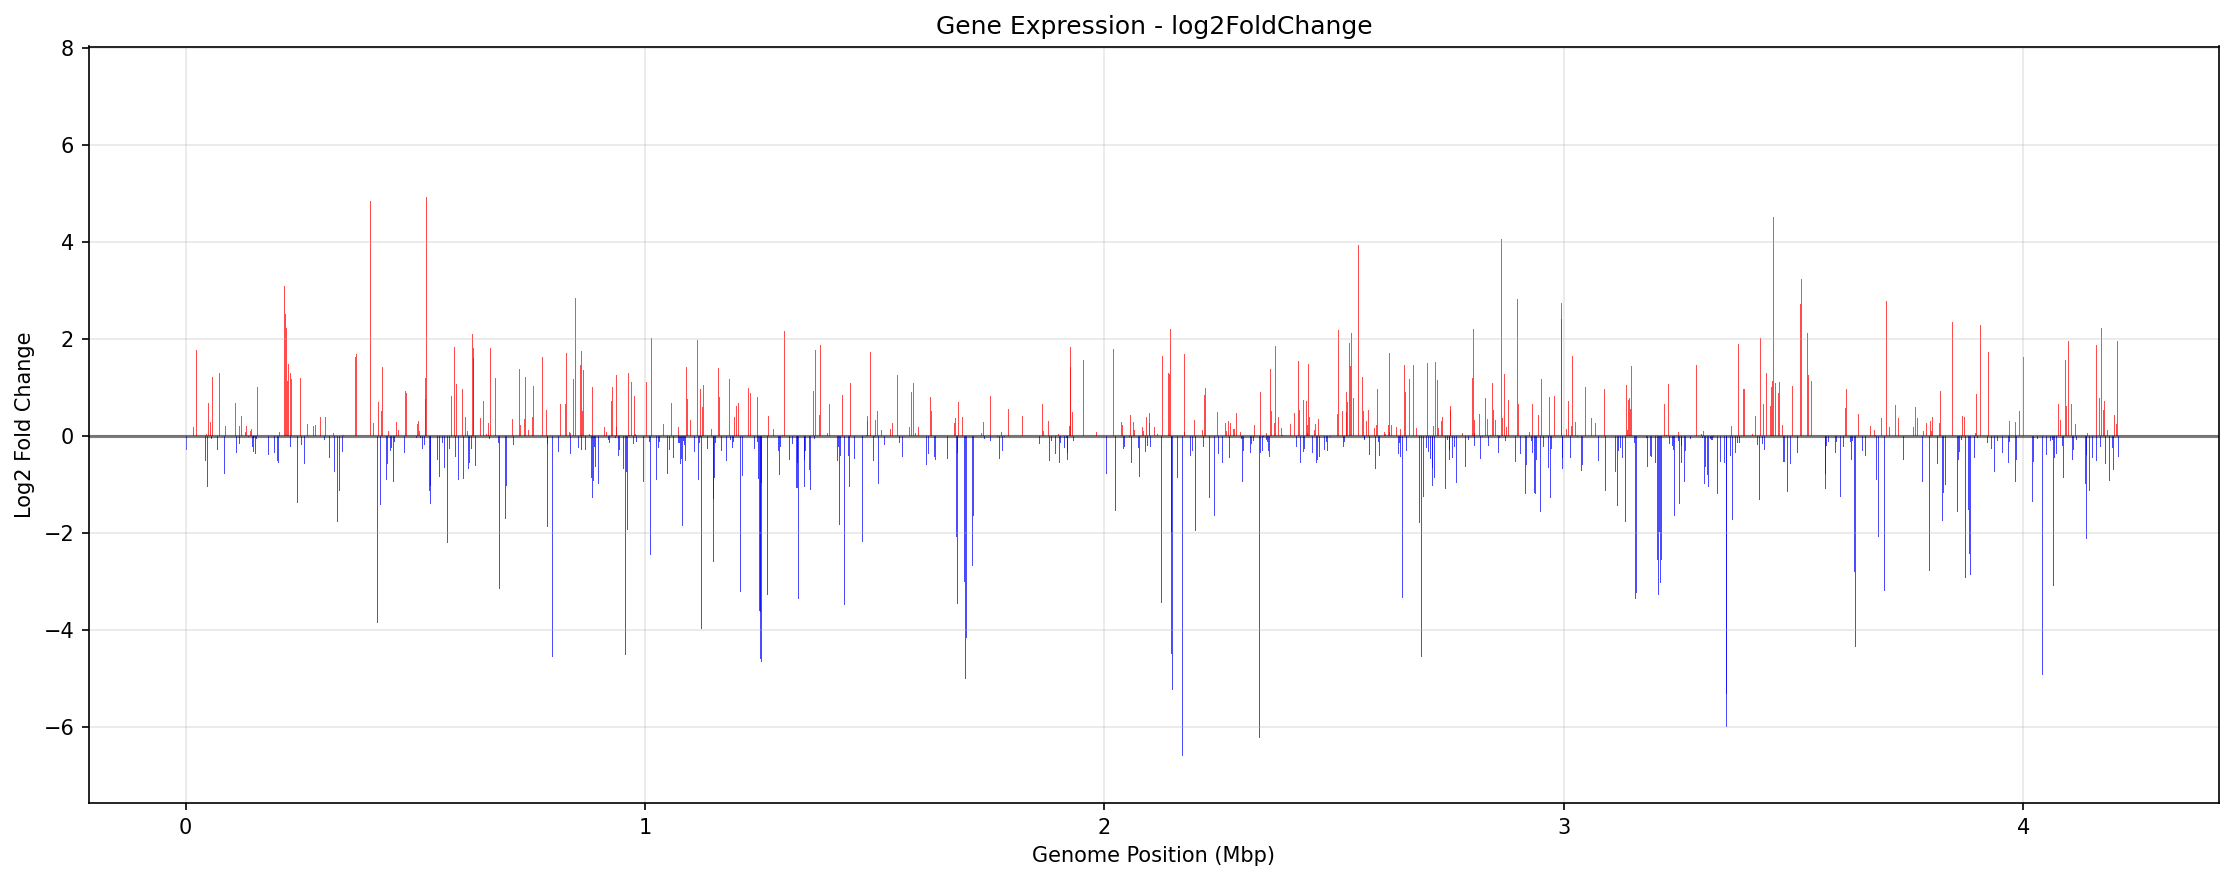 Gene Expression - log2FoldChange
8
6
4
2
0
−2
−4
−6
Log2 Fold Change
0 1 2 3 4
Genome Position (Mbp)